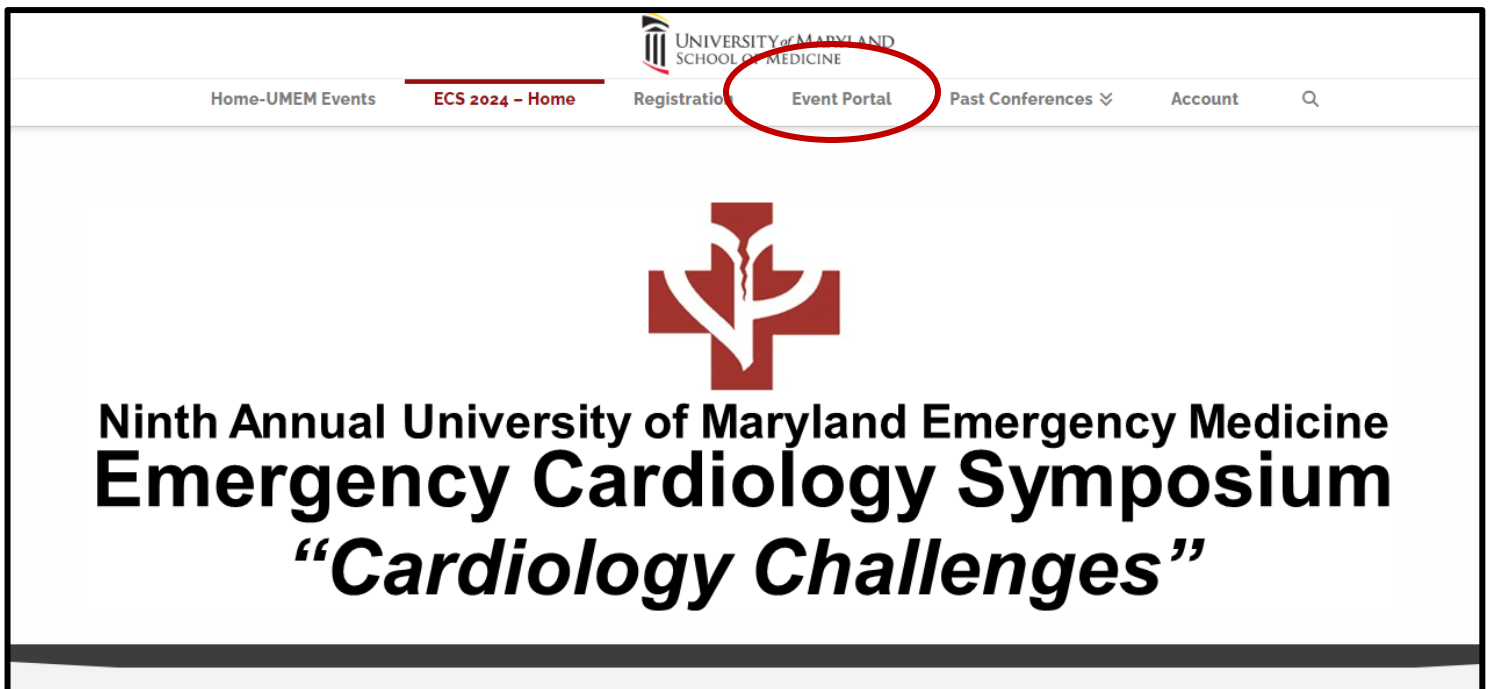 UNIVERSITY of MARYLAND
SCHOOL OF MEDICINE
Home-UMEM Events ECS 2024 – Home Registration Event Portal Past Conferences Account
Ninth Annual University of Maryland Emergency Medicine
Emergency Cardiology Symposium
“Cardiology Challenges”